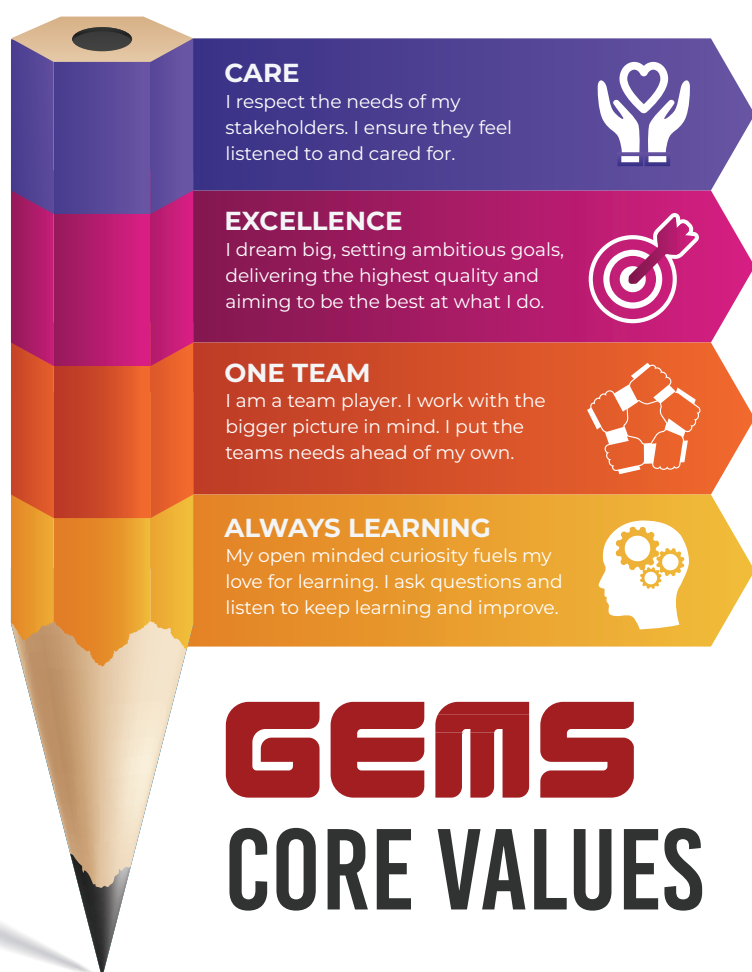 CARE
I respect the needs of my
stakeholders. I ensure they feel
listened to and cared for.
EXCELLENCE
I dream big, setting ambitious goals,
delivering the highest quality and
aiming to be the best at what I do.
ONE TEAM
I am a team player. I work with the
bigger picture in mind. I put the
teams needs ahead of my own.
ALWAYS LEARNING
My open minded curiosity fuels my
love for learning. I ask questions and
listen to keep learning and improve.
GEMS
CORE VALUES